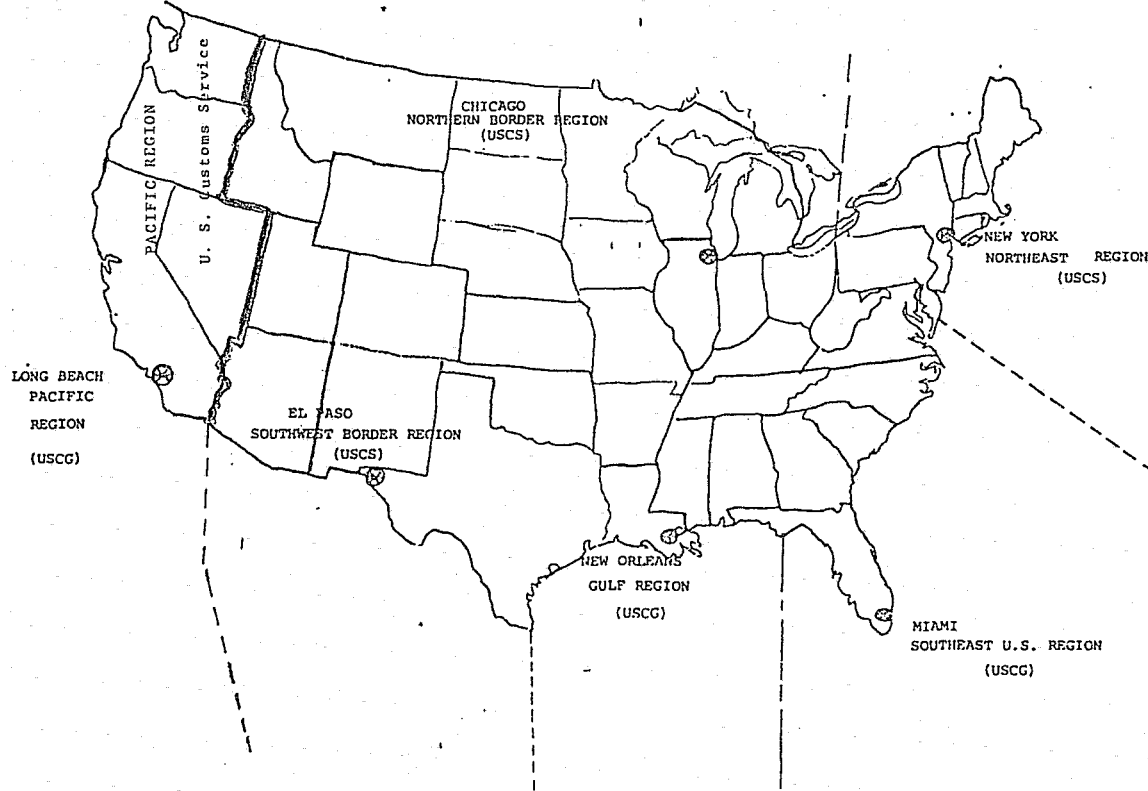 PACIFIC REGION
U. S. Customs Service
CHICAGO
NORTHERN BORDER REGION
(USCS)
NEW YORK
NORTHEAST REGION
(USCS)
LONG BEACH
PACIFIC
REGION
(USCG)
EL PASO
SOUTHWEST BORDER REGION
(USCS)
NEW ORLEANS
GULF REGION
(USCG)
MIAMI
SOUTHEAST U.S. REGION
(USCG)